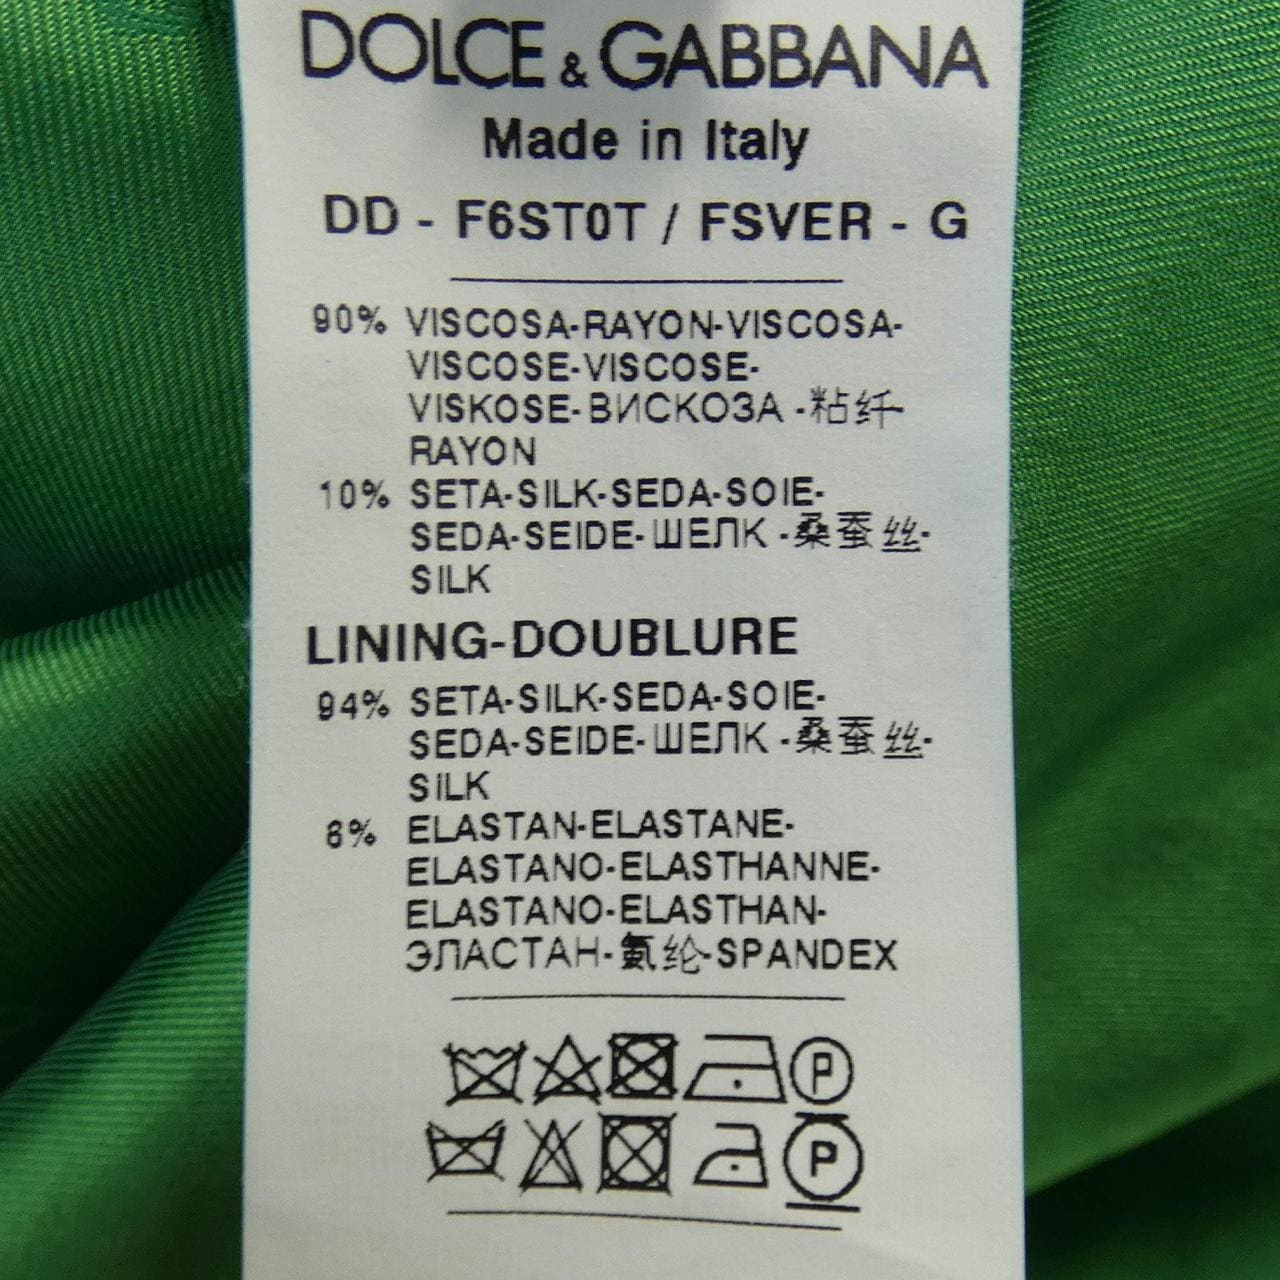 DOLCE & GABBANA
Made in Italy
DD - F6ST0T / FSVER - G
90% VISCOSA-RAYON-VISCOSA-
VISCOSE-VISCOSE-
VISKOSE-ВИСКОЗА -粘纤-
RAYON
10% SETA-SILK-SEDA-SOIE-
SEDA-SEIDE-ШЕЛК -桑蚕丝-
SILK
LINING-DOUBLURE
94% SETA-SILK-SEDA-SOIE-
SEDA-SEIDE-ШЕЛК -桑蚕丝-
SILK
6% ELASTAN-ELASTANE-
ELASTANO-ELASTHANNE-
ELASTANO-ELASTHAN-
ЭЛАСТАН-氨纶-SPANDEX
P
P